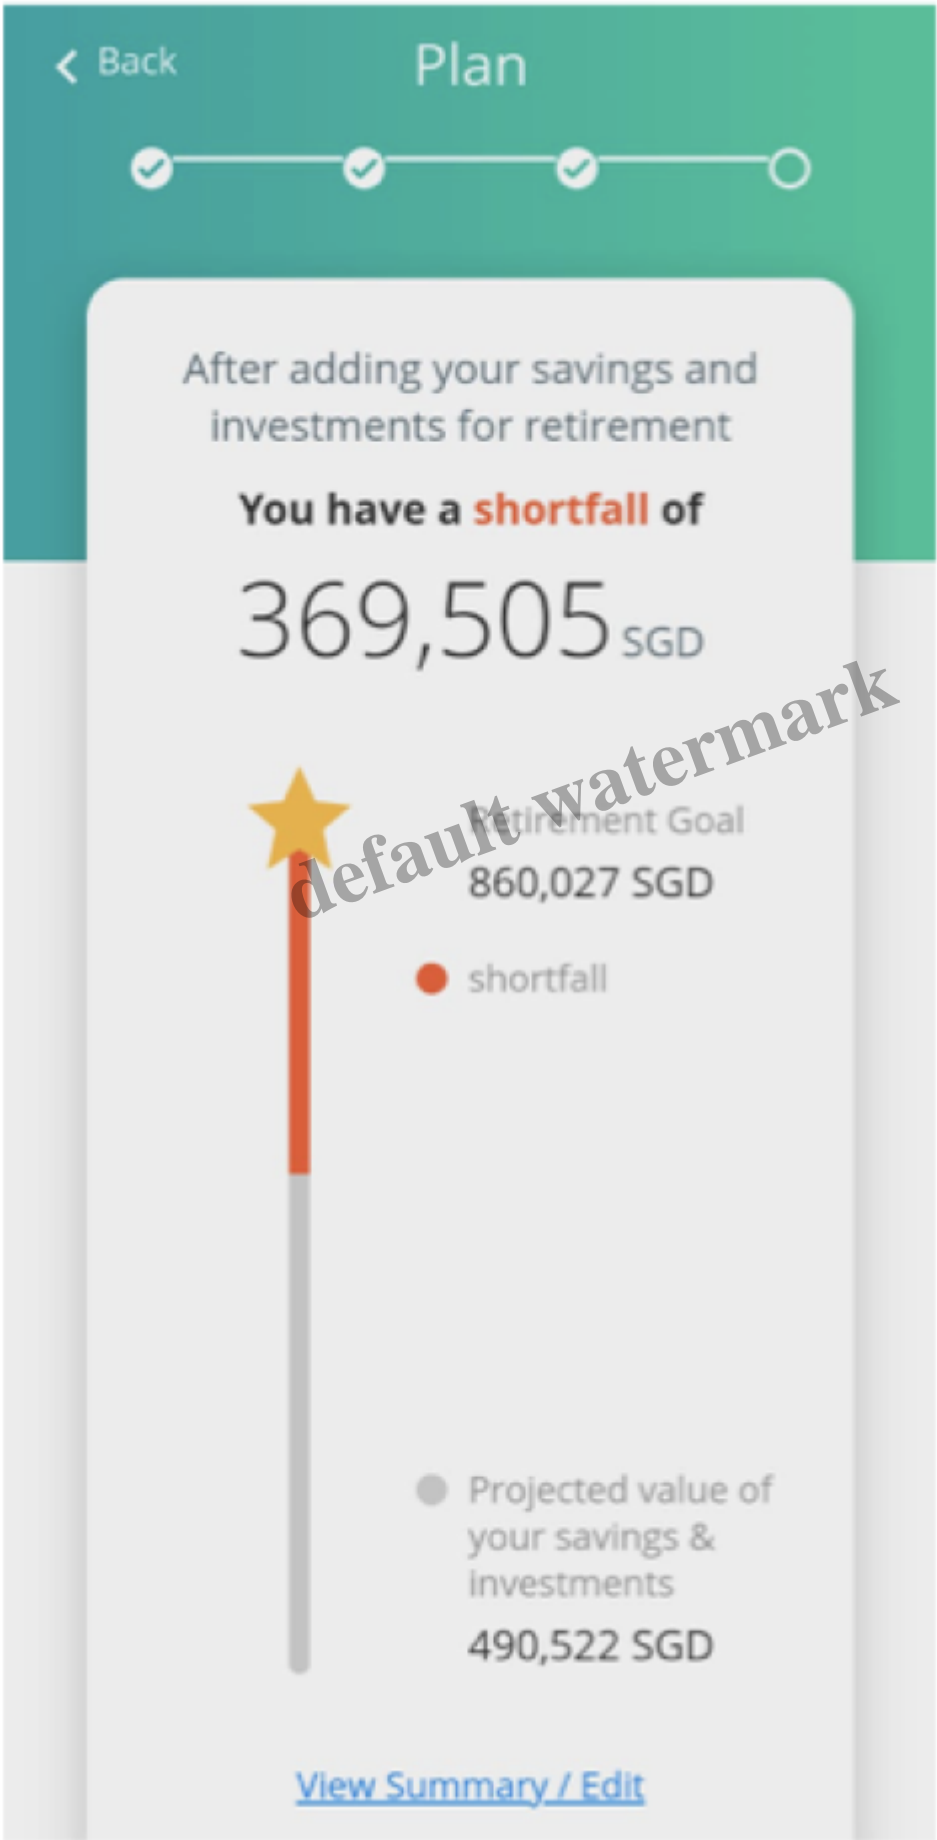 Back
Plan
After adding your savings and
investments for retirement
You have a shortfall of
369,505 SGD
default watermark
Retirement Goal
860,027 SGD
shortfall
Projected value of
your savings &
investments
490,522 SGD
View Summary / Edit